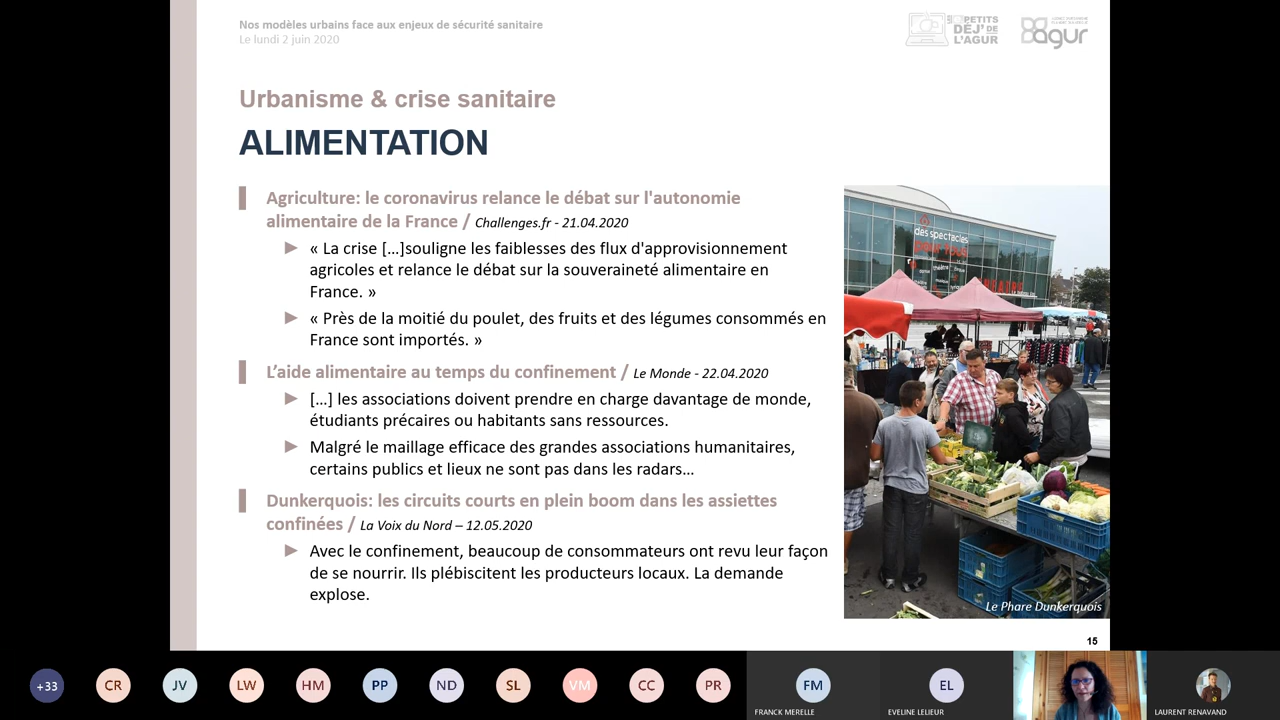 Nos modèles urbains face aux enjeux de sécurité sanitaire
Le lundi 2 juin 2020
PETITS
DÉJ' DE
L'AGUR
agur
Urbanisme & crise sanitaire
ALIMENTATION
Agriculture: le coronavirus relance le débat sur l'autonomie
alimentaire de la France / Challenges.fr - 21.04.2020
« La crise […]souligne les faiblesses des flux d'approvisionnement
agricoles et relance le débat sur la souveraineté alimentaire en
France. »
« Près de la moitié du poulet, des fruits et des légumes consommés en
France sont importés. »
L’aide alimentaire au temps du confinement / Le Monde - 22.04.2020
[…] les associations doivent prendre en charge davantage de monde,
étudiants précaires ou habitants sans ressources.
Malgré le maillage efficace des grandes associations humanitaires,
certains publics et lieux ne sont pas dans les radars…
Dunkerquois: les circuits courts en plein boom dans les assiettes
confinées / La Voix du Nord – 12.05.2020
Avec le confinement, beaucoup de consommateurs ont revu leur façon
de se nourrir. Ils plébiscitent les producteurs locaux. La demande
explose.
des spectacles
pour tous
Le Phare Dunkerquois
15
+33
CR
JV
LW
HM
PP
ND
SL
VM
CC
PR
FM
EL
FRANCK MERELLE
EVELINE LELIEUR
LAURENT RENAVAND